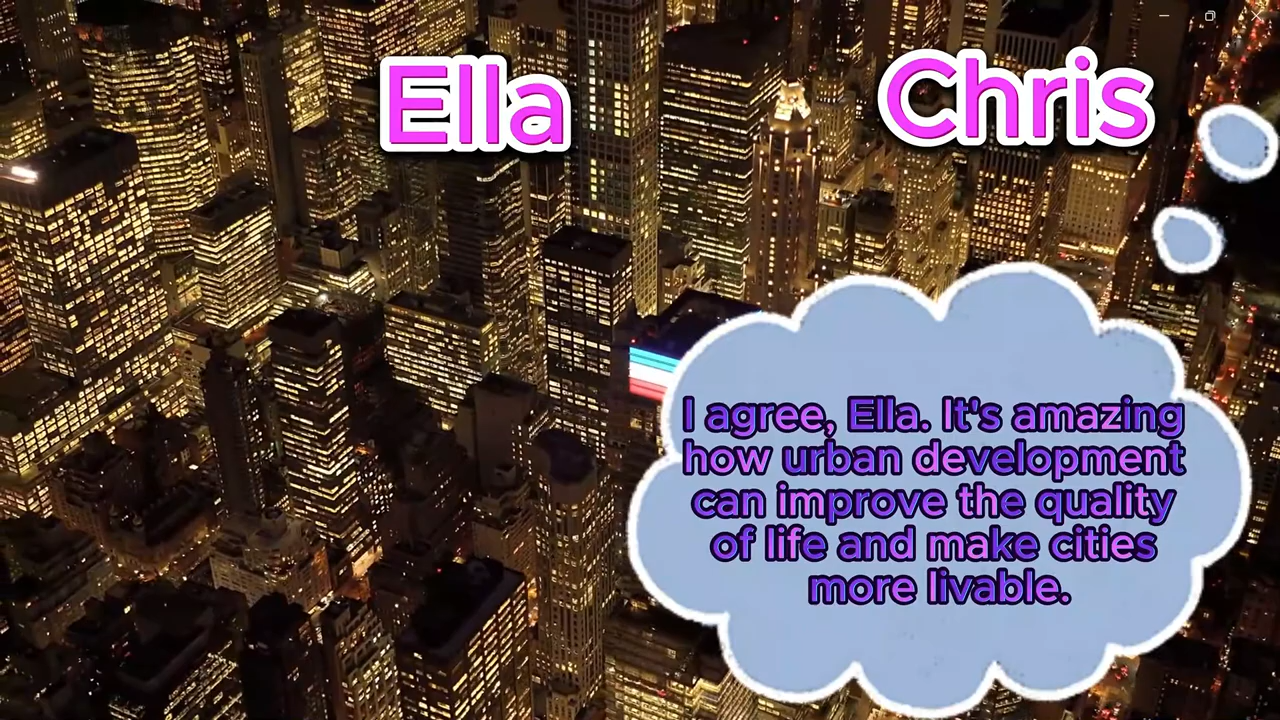 Ella
Chris
I agree, Ella. It's amazing
how urban development
can improve the quality
of life and make cities
more livable.